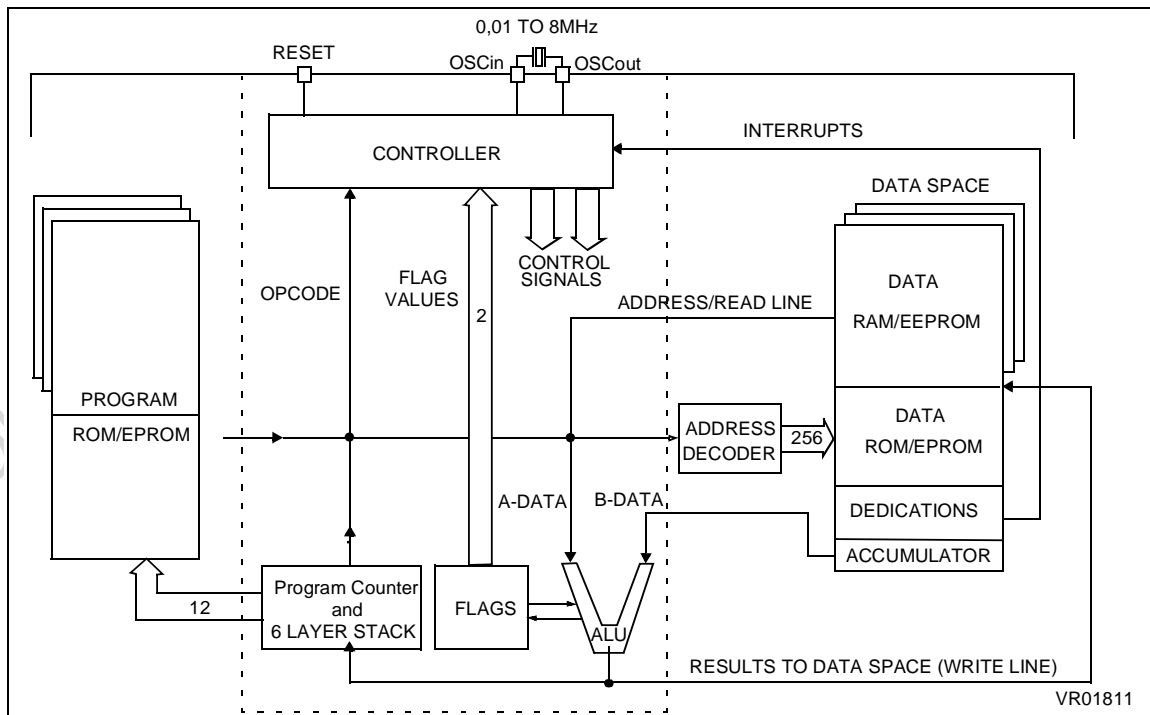 0,01 TO 8MHz
RESET
OSCin
OSCout
INTERRUPTS
CONTROLLER
DATA SPACE
CONTROL
SIGNALS
OPCODE
FLAG
VALUES
2
ADDRESS/READ LINE
DATA
RAM/EEPROM
PROGRAM
ROM/EPROM
ADDRESS
DECODER
256
DATA
ROM/EPROM
A-DATA
B-DATA
DEDICATIONS
ACCUMULATOR
12
Program Counter
and
6 LAYER STACK
FLAGS
ALU
RESULTS TO DATA SPACE (WRITE LINE)
VR01811